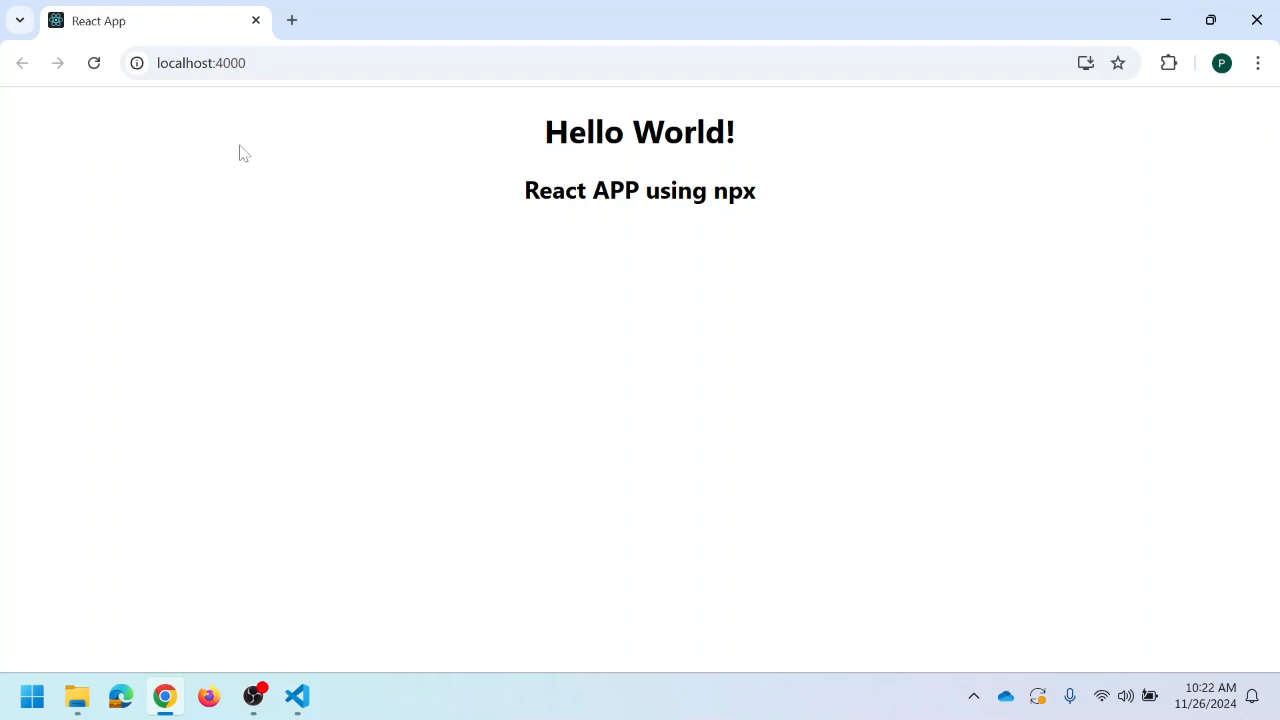 React App
localhost:4000
P
Hello World!
React APP using npx
10:22 AM
11/26/2024